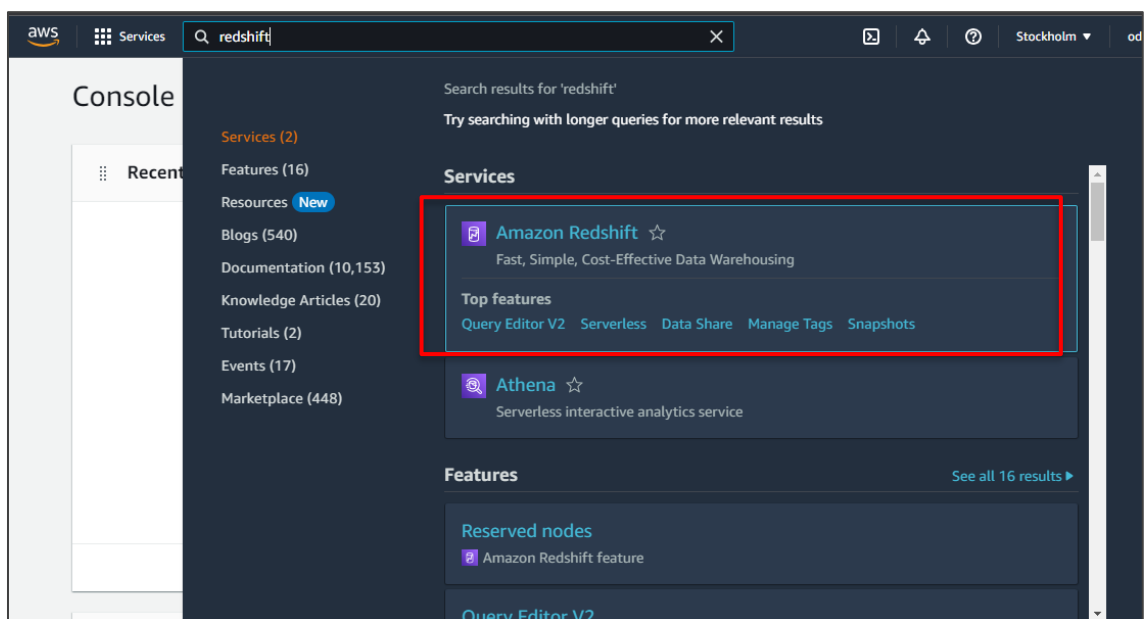 aws Services redshift Stockholm od
Console
Recent
Services (2)
Features (16)
Resources New
Blogs (540)
Documentation (10,153)
Knowledge Articles (20)
Tutorials (2)
Events (17)
Marketplace (448)
Search results for 'redshift'
Try searching with longer queries for more relevant results
Services
Amazon Redshift
Fast, Simple, Cost-Effective Data Warehousing
Top features
Query Editor V2 Serverless Data Share Manage Tags Snapshots
Athena
Serverless interactive analytics service
Features See all 16 results
Reserved nodes
Amazon Redshift feature
Query Editor V2